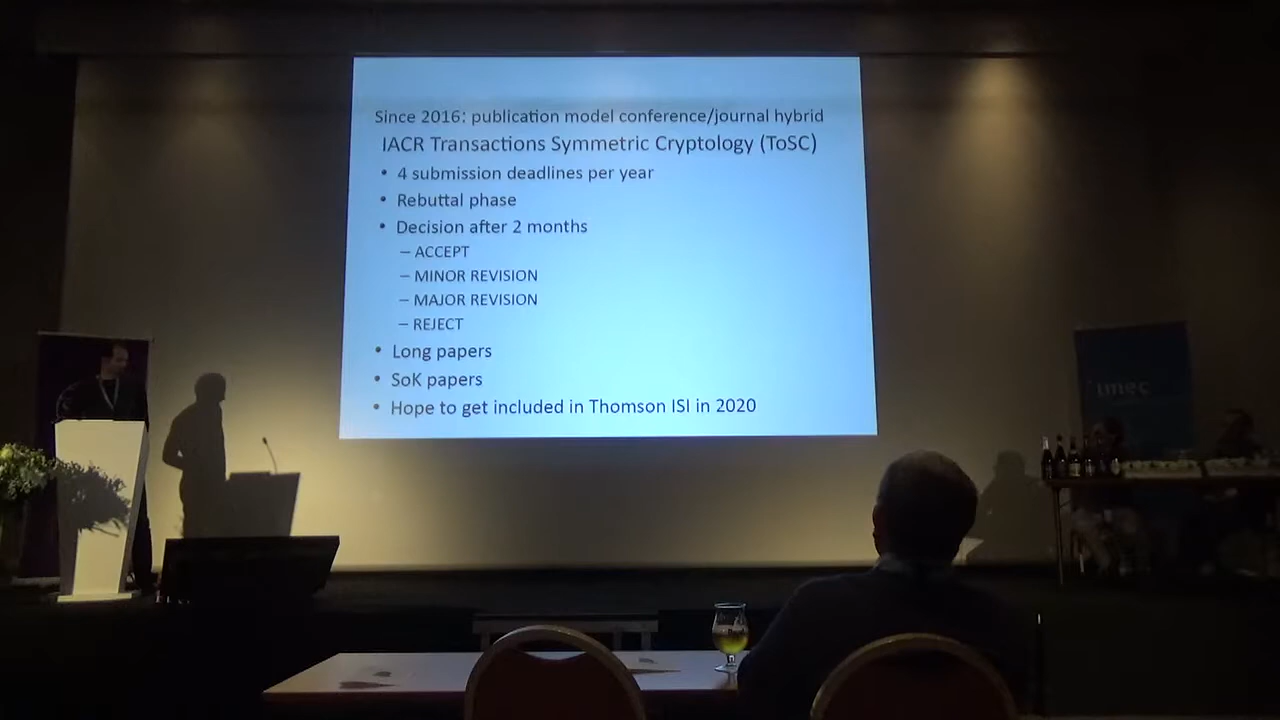 Since 2016: publication model conference/journal hybrid
IACR Transactions Symmetric Cryptology (ToSC)
• 4 submission deadlines per year
• Rebuttal phase
• Decision after 2 months
– ACCEPT
– MINOR REVISION
– MAJOR REVISION
– REJECT
• Long papers
• SoK papers
• Hope to get included in Thomson ISI in 2020
imec